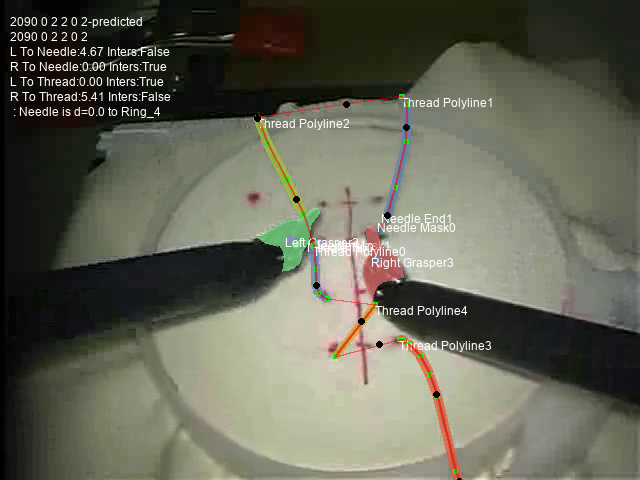 2090 0 2 2 0 2-predicted
2090 0 2 2 0 2
L To Needle:4.67 Inters:False
R To Needle:0.00 Inters:True
L To Thread:0.00 Inters:True
R To Thread:5.41 Inters:False
: Needle is d=0.0 to Ring_4
Thread Polyline1
Thread Polyline2
Needle End1
Needle Mask0
Left Grasper2
Thread Polyline0
Right Grasper3
Thread Polyline4
Thread Polyline3